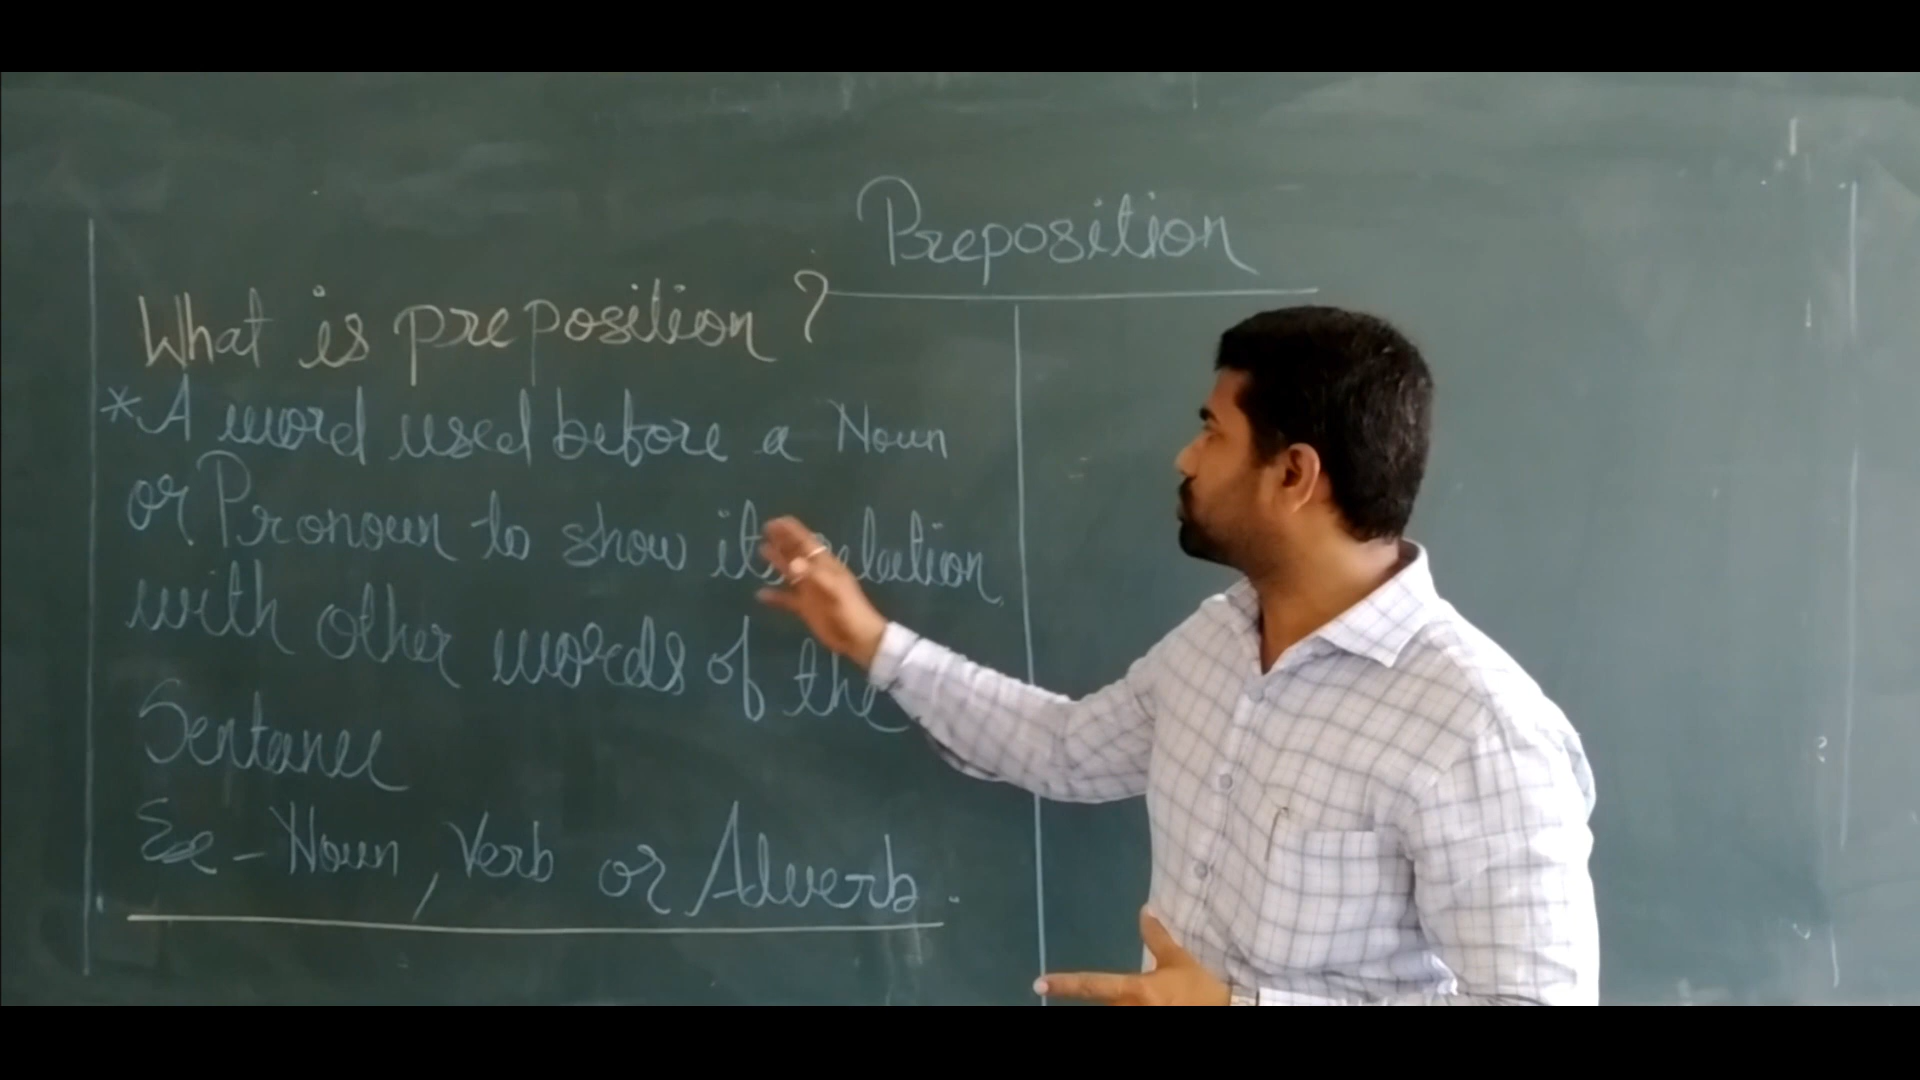 Preposition
What is preposition ?
* A word used before a Noun
or Pronoun to show its relation
with other words of the
Sentance
Ex - Noun, Verb or Adverb.